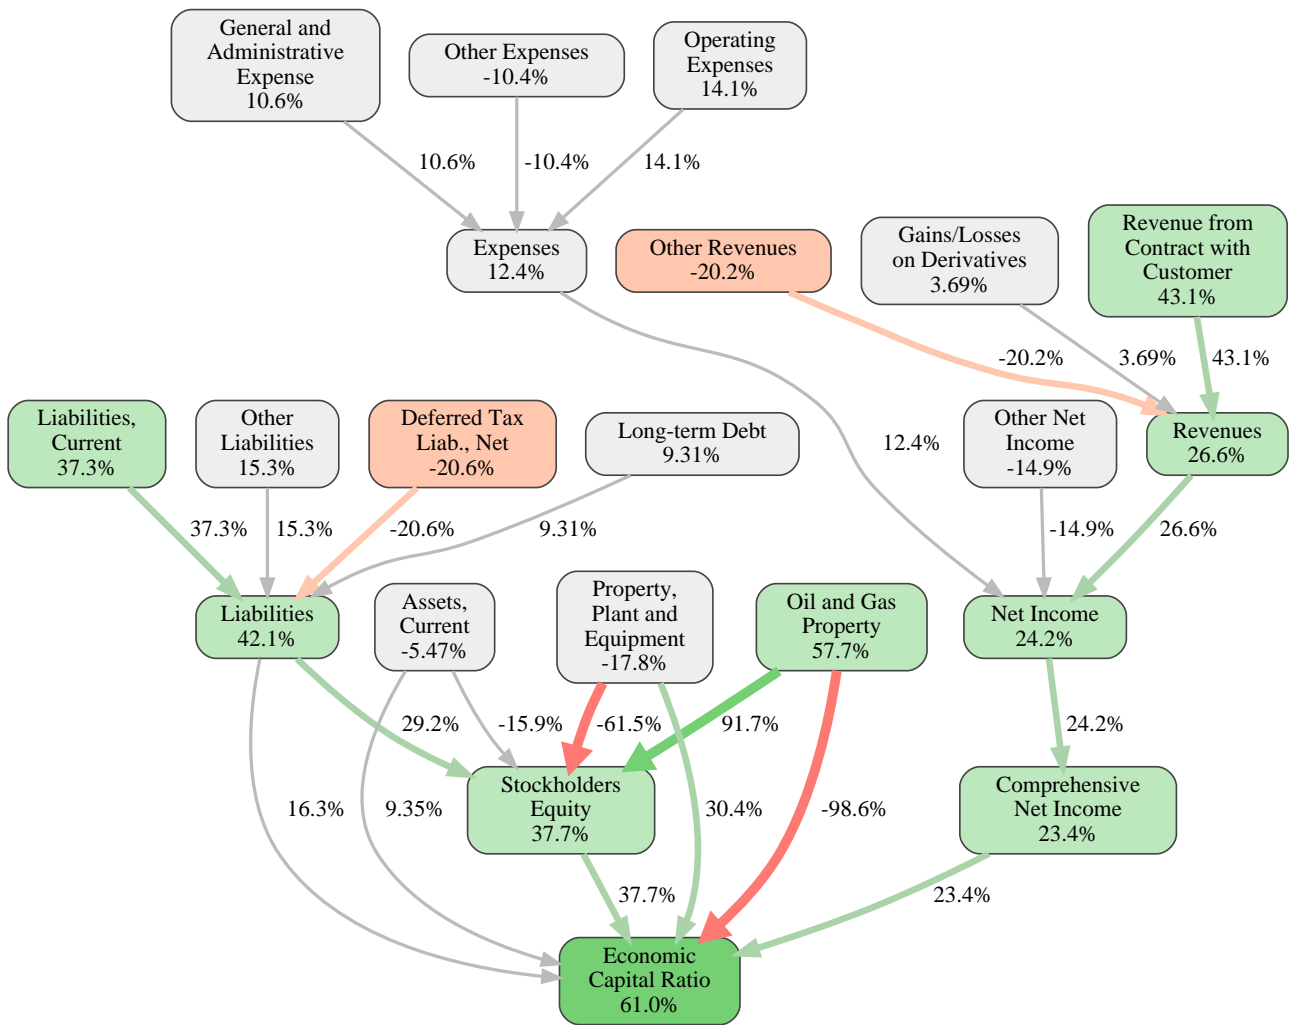 General and
Administrative
Expense
10.6%
Other Expenses
-10.4%
Operating
Expenses
14.1%
10.6%
-10.4%
14.1%
Expenses
12.4%
Other Revenues
-20.2%
Gains/Losses
on Derivatives
3.69%
Revenue from
Contract with
Customer
43.1%
-20.2%
3.69%
43.1%
Liabilities,
Current
37.3%
Other
Liabilities
15.3%
Deferred Tax
Liab., Net
-20.6%
Long-term Debt
9.31%
12.4%
Other Net
Income
-14.9%
Revenues
26.6%
37.3%
15.3%
-20.6%
9.31%
-14.9%
26.6%
Liabilities
42.1%
Assets,
Current
-5.47%
Property,
Plant and
Equipment
-17.8%
Oil and Gas
Property
57.7%
Net Income
24.2%
29.2%
-15.9%
-61.5%
91.7%
24.2%
16.3%
9.35%
Stockholders
Equity
37.7%
30.4%
-98.6%
Comprehensive
Net Income
23.4%
37.7%
23.4%
Economic
Capital Ratio
61.0%